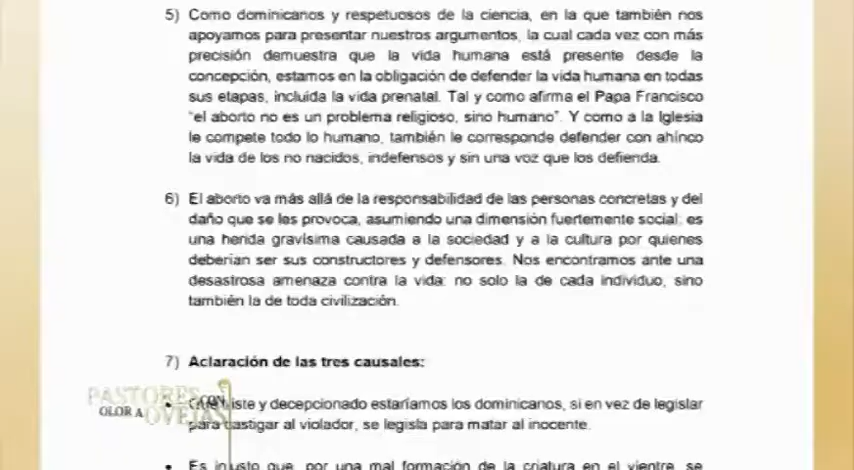 5) Como dominicanos y respetuosos de la ciencia, en la que también nos
apoyamos para presentar nuestros argumentos, la cual cada vez con más
precisión demuestra que la vida humana está presente desde la
concepción, estamos en la obligación de defender la vida humana en todas
sus etapas, incluída la vida prenatal. Tal y como afirma el Papa Francisco
"el aborto no es un problema religioso, sino humano". Y como a la Iglesia
le compete todo lo humano, también le corresponde defender con ahínco
la vida de los no nacidos, indefensos y sin una voz que los defienda.
6) El aborto va más allá de la responsabilidad de las personas concretas y del
daño que se les provoca, asumiendo una dimensión fuertemente social: es
una herida gravísima causada a la sociedad y a la cultura por quienes
deberían ser sus constructores y defensores. Nos encontramos ante una
desastrosa amenaza contra la vida: no solo la de cada individuo, sino
también la de toda civilización.
7) Aclaración de las tres causales:
• y decepcionado estaríamos los dominicanos, si en vez de legislar
para castigar al violador, se legisla para matar al inocente.
• Es injusto que, por una mal formación de la criatura en el vientre, se
PASTORES CON
OLOR A OVEJAS